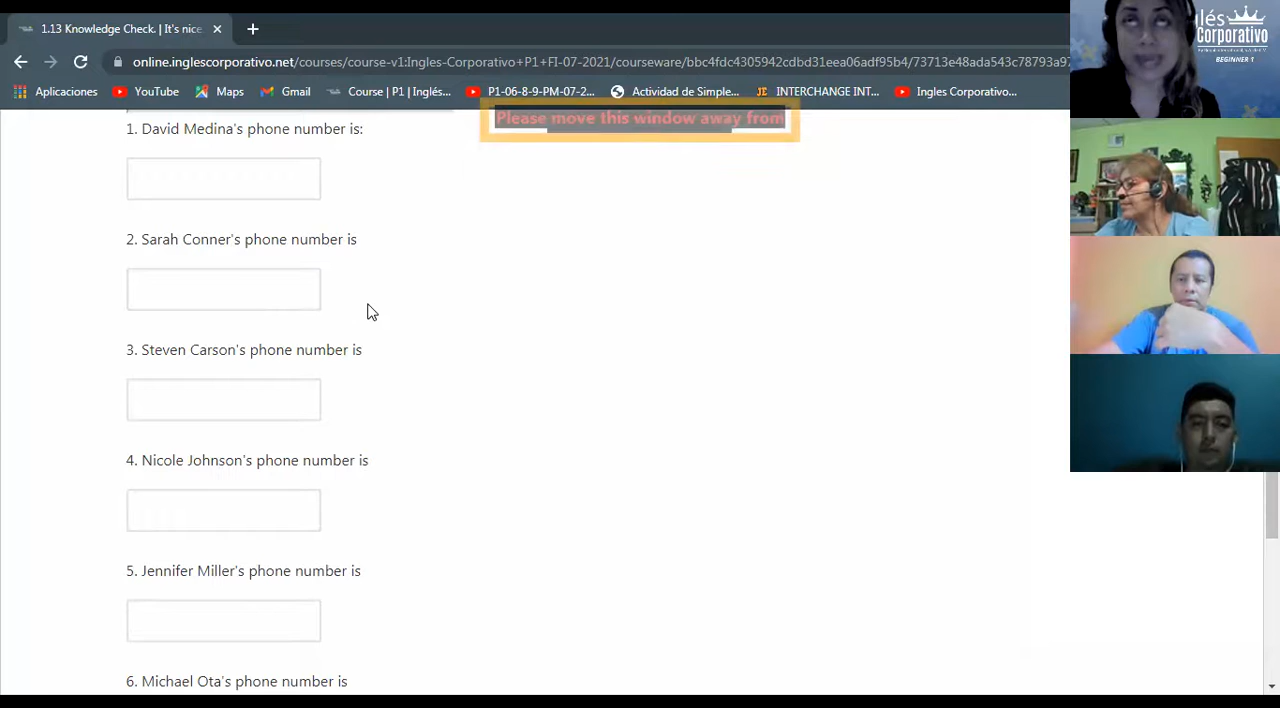 1.13 Knowledge Check. | It's nice
online.inglescorporativo.net/courses/course-v1:Ingles-Corporativo+P1+FI-07-2021/courseware/bbc4fdc4305942cdbd31eea06adf95b4/73713e48ada543c78793a97
Aplicaciones YouTube Maps Gmail Course | P1 | Inglés... P1-06-8-9-PM-07-2... Actividad de Simple... INTERCHANGE INT... Ingles Corporativo...
Please move this window away from
1. David Medina's phone number is:
2. Sarah Conner's phone number is
3. Steven Carson's phone number is
4. Nicole Johnson's phone number is
5. Jennifer Miller's phone number is
6. Michael Ota's phone number is
lés
Corporativo
BEGINNER 1